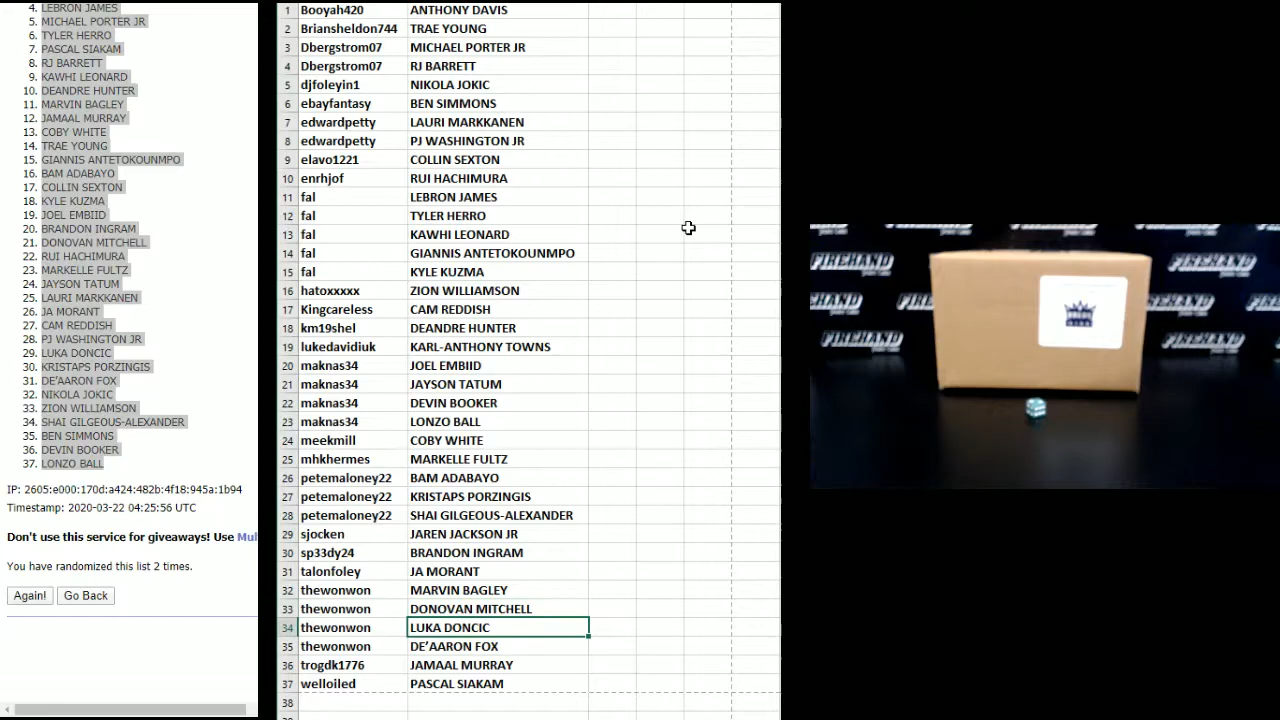 4. LEBRON JAMES
5. MICHAEL PORTER JR
6. TYLER HERRO
7. PASCAL SIAKAM
8. RJ BARRETT
9. KAWHI LEONARD
10. DEANDRE HUNTER
11. MARVIN BAGLEY
12. JAMAAL MURRAY
13. COBY WHITE
14. TRAE YOUNG
15. GIANNIS ANTETOKOUNMPO
16. BAM ADABAYO
17. COLLIN SEXTON
18. KYLE KUZMA
19. JOEL EMBIID
20. BRANDON INGRAM
21. DONOVAN MITCHELL
22. RUI HACHIMURA
23. MARKELLE FULTZ
24. JAYSON TATUM
25. LAURI MARKKANEN
26. JA MORANT
27. CAM REDDISH
28. PJ WASHINGTON JR
29. LUKA DONCIC
30. KRISTAPS PORZINGIS
31. DE'AARON FOX
32. NIKOLA JOKIC
33. ZION WILLIAMSON
34. SHAI GILGEOUS-ALEXANDER
35. BEN SIMMONS
36. DEVIN BOOKER
37. LONZO BALL
IP: 2605:e000:170d:a424:482b:4f18:945a:1b94
Timestamp: 2020-03-22 04:25:56 UTC
Don't use this service for giveaways! Use Mul
You have randomized this list 2 times.
Again! Go Back
1 Booyah420 ANTHONY DAVIS
2 Briansheldon744 TRAE YOUNG
3 Dbergstrom07 MICHAEL PORTER JR
4 Dbergstrom07 RJ BARRETT
5 djfoleyin1 NIKOLA JOKIC
6 ebayfantasy BEN SIMMONS
7 edwardpetty LAURI MARKKANEN
8 edwardpetty PJ WASHINGTON JR
9 elavo1221 COLLIN SEXTON
10 enrhjof RUI HACHIMURA
11 fal LEBRON JAMES
12 fal TYLER HERRO
13 fal KAWHI LEONARD
14 fal GIANNIS ANTETOKOUNMPO
15 fal KYLE KUZMA
16 hatoxxxxx ZION WILLIAMSON
17 Kingcareless CAM REDDISH
18 km19shel DEANDRE HUNTER
19 lukedavidiuk KARL-ANTHONY TOWNS
20 maknas34 JOEL EMBIID
21 maknas34 JAYSON TATUM
22 maknas34 DEVIN BOOKER
23 maknas34 LONZO BALL
24 meekmill COBY WHITE
25 mhkhermes MARKELLE FULTZ
26 petemaloney22 BAM ADABAYO
27 petemaloney22 KRISTAPS PORZINGIS
28 petemaloney22 SHAI GILGEOUS-ALEXANDER
29 sjocken JAREN JACKSON JR
30 sp33dy24 BRANDON INGRAM
31 talonfoley JA MORANT
32 thewonwon MARVIN BAGLEY
33 thewonwon DONOVAN MITCHELL
34 thewonwon LUKA DONCIC
35 thewonwon DE’AARON FOX
36 trogdk1776 JAMAAL MURRAY
37 welloiled PASCAL SIAKAM
38
FIREHAND
FIREHAND
FIREHAND
FIREHAND